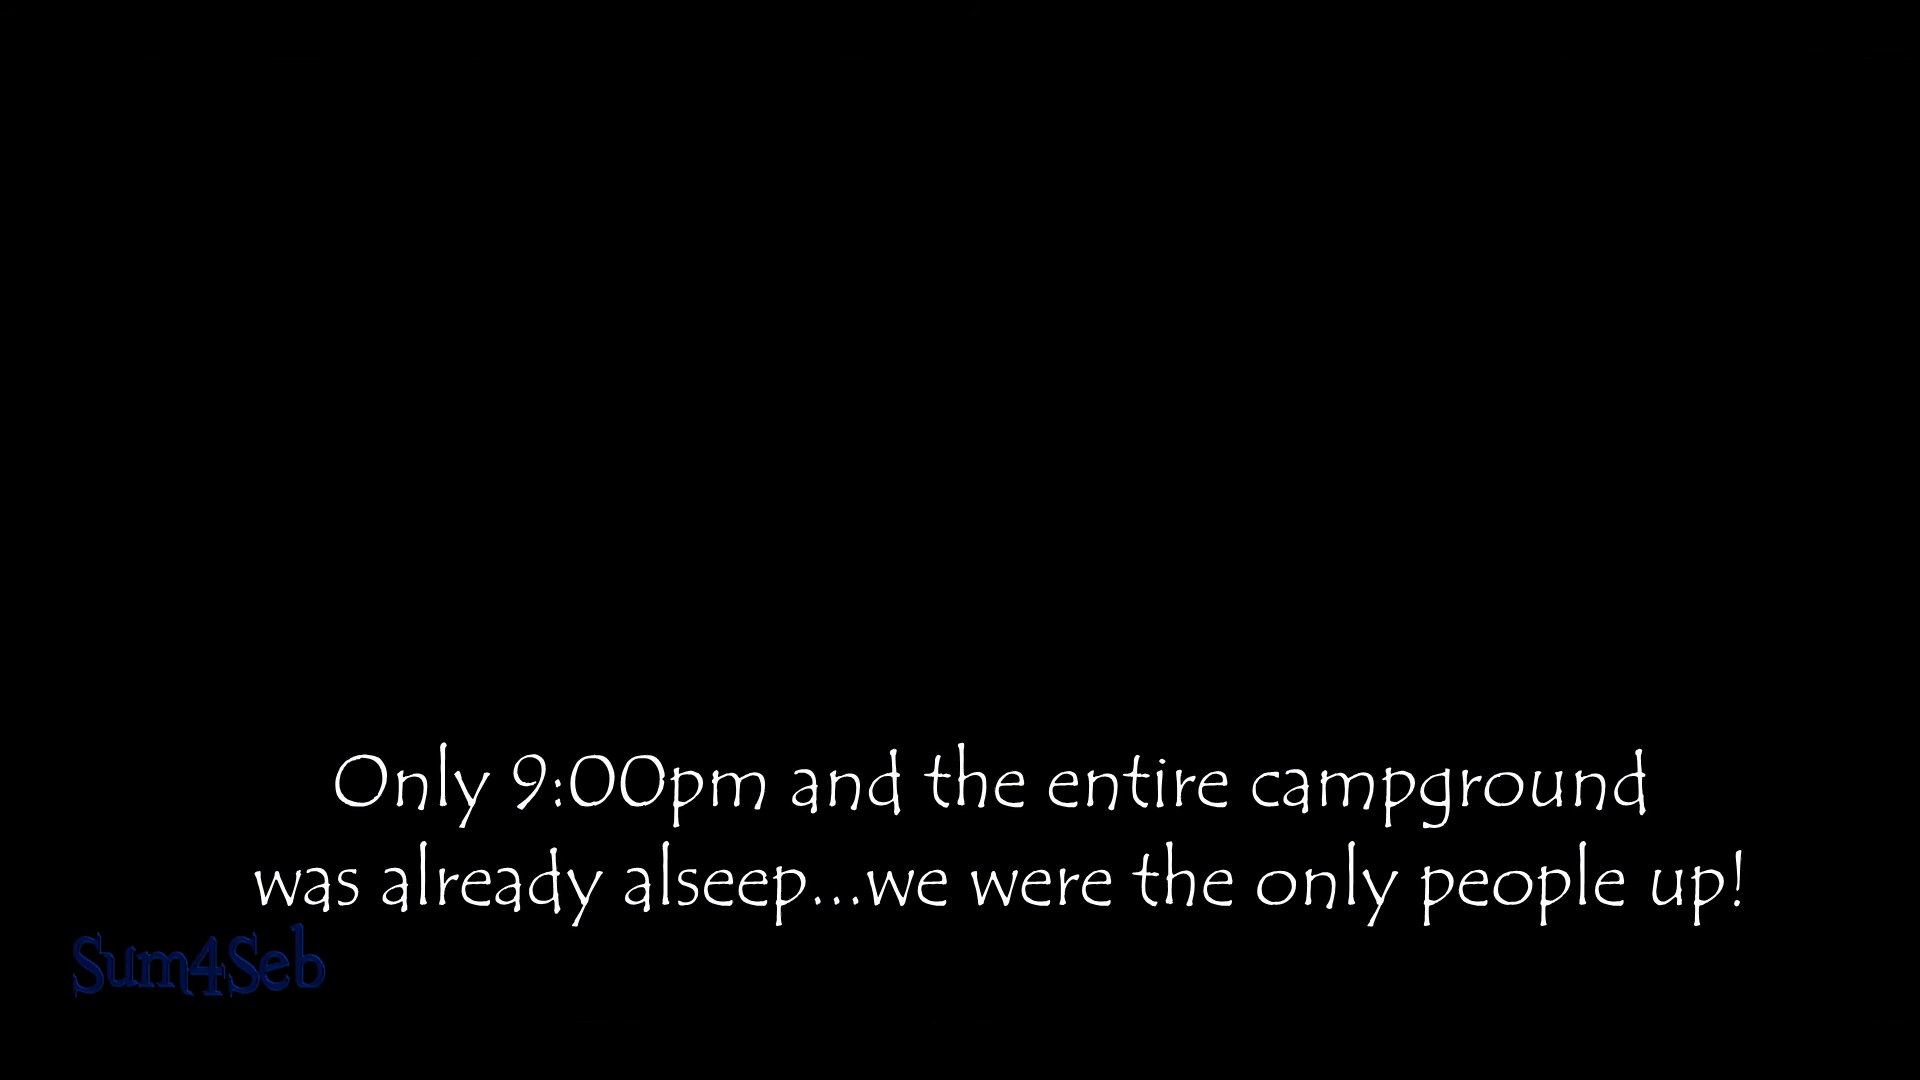 Only 9:00pm and the entire campground
was already alseep...we were the only people up!
Sum4Seb